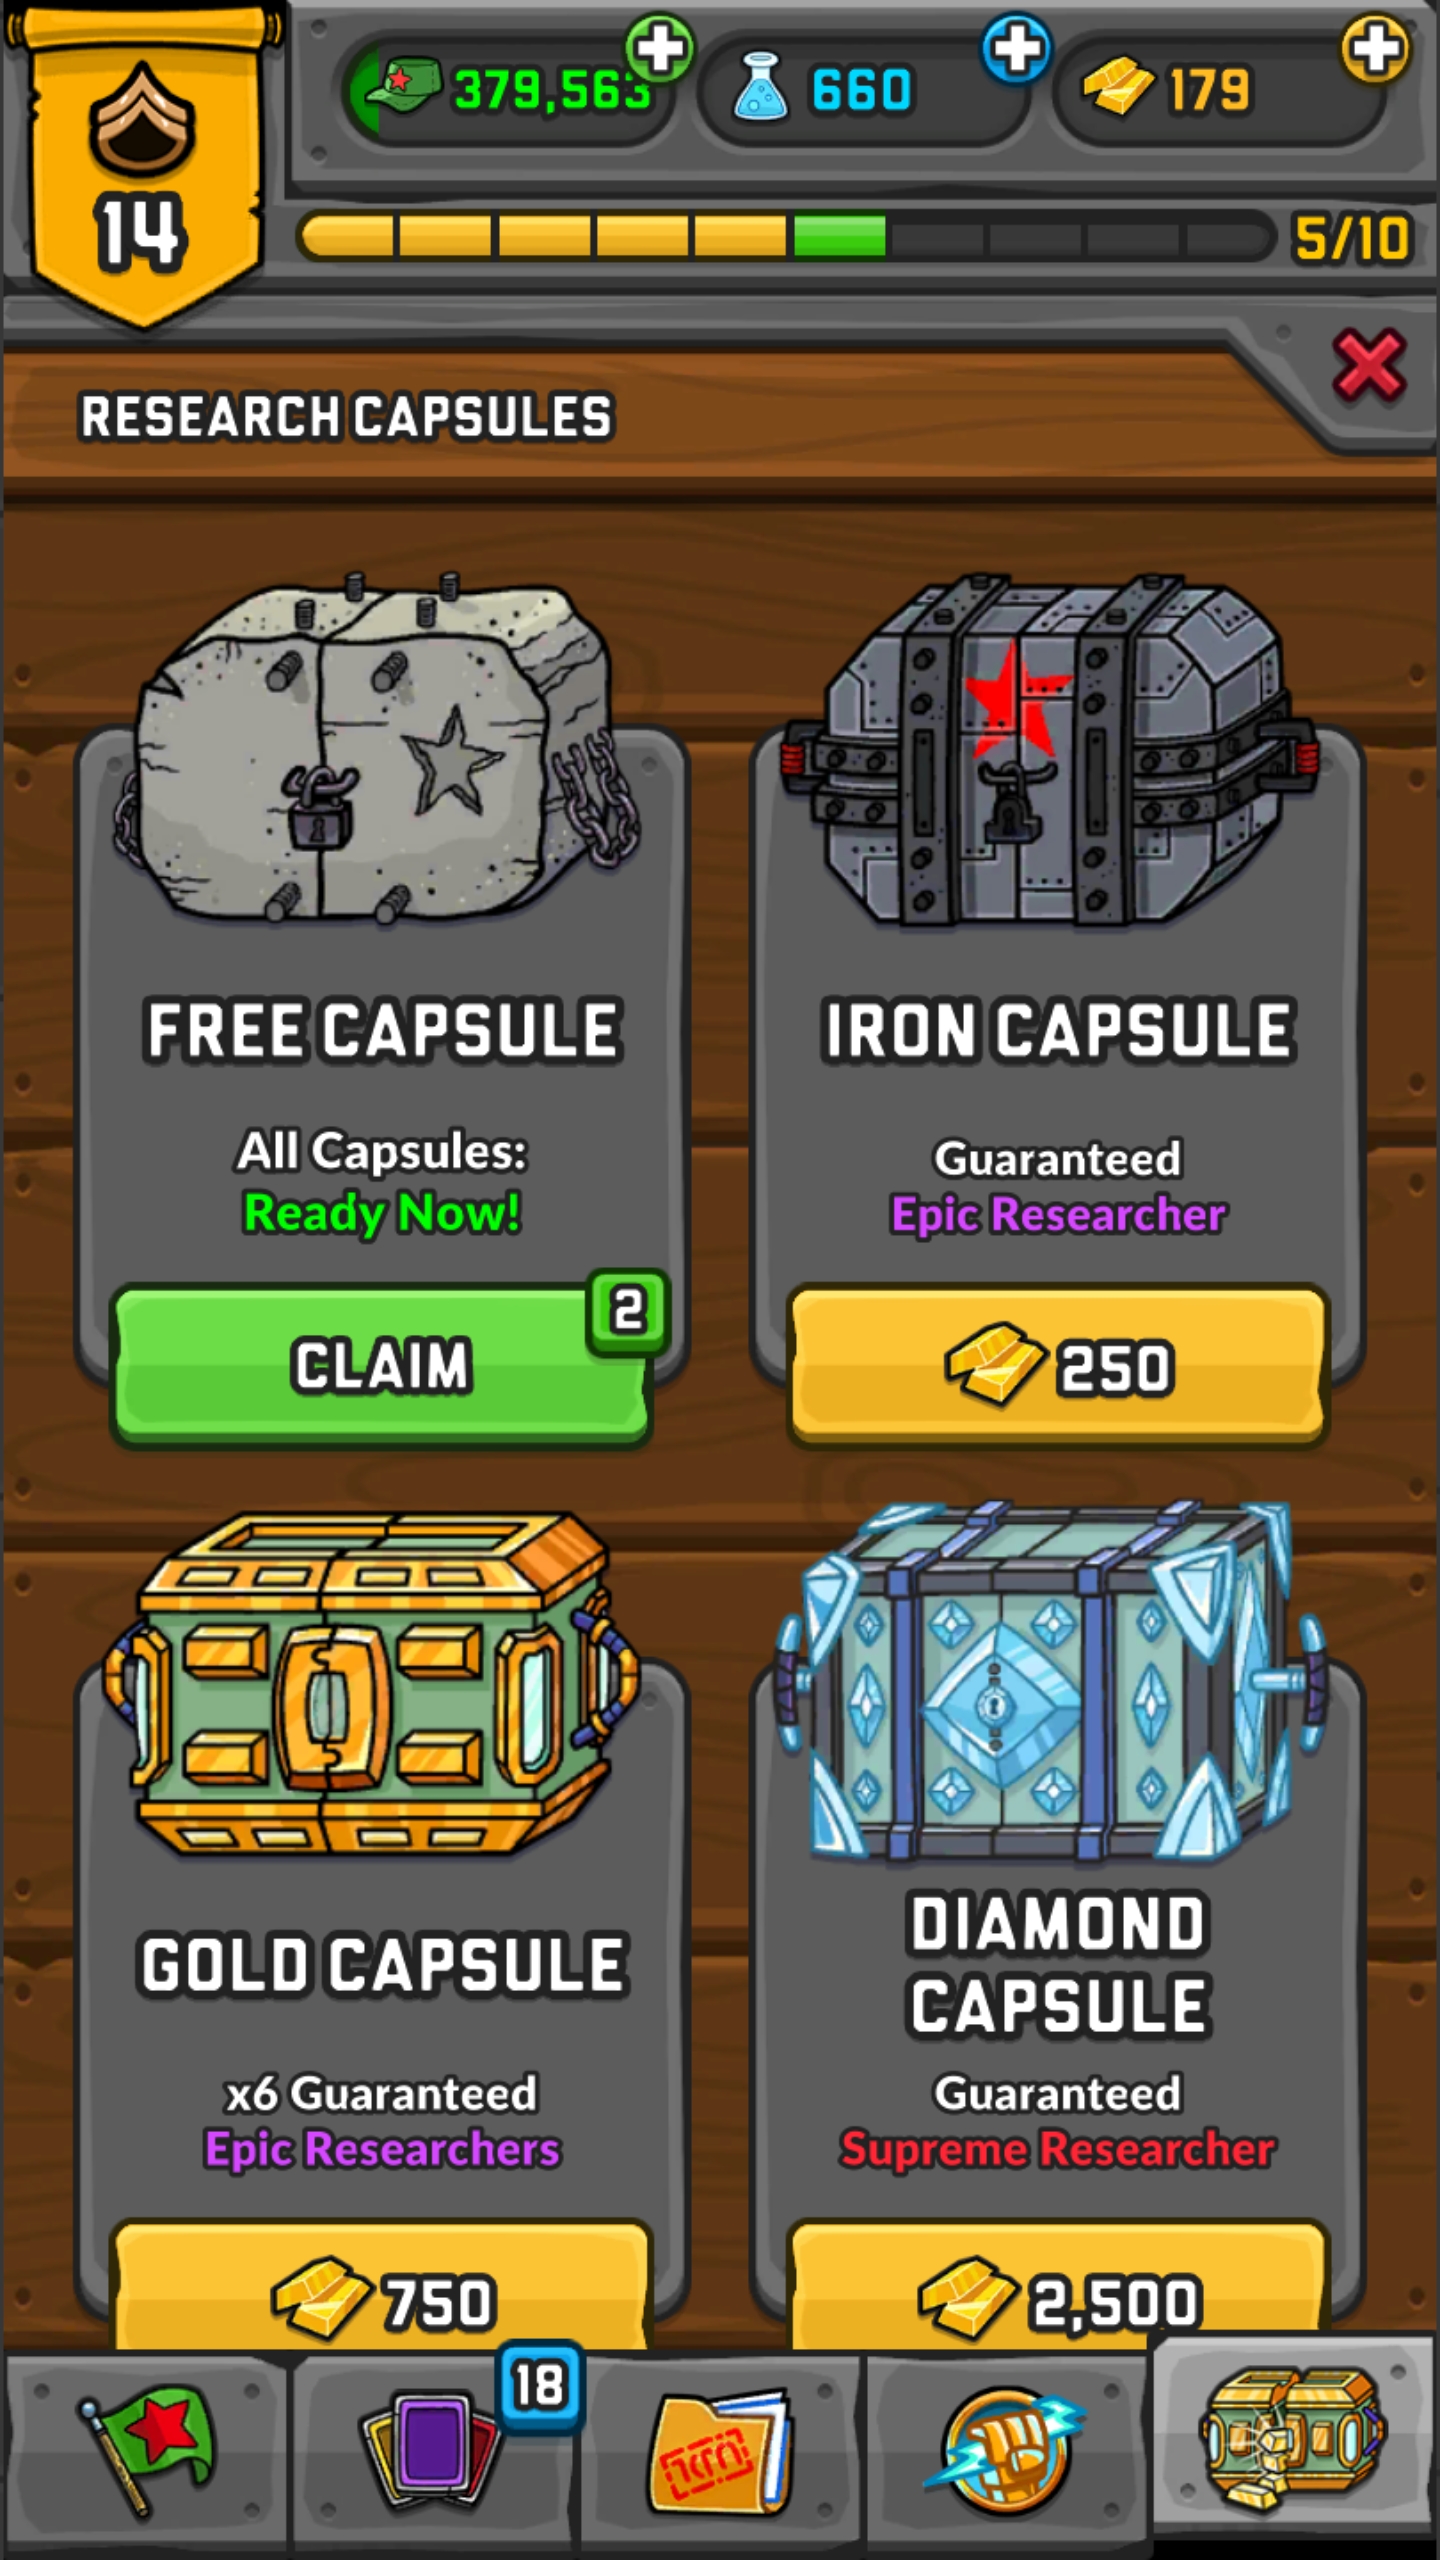 379,563
660
179
14
5/10
RESEARCH CAPSULES
FREE CAPSULE
All Capsules:
Ready Now!
2
CLAIM
IRON CAPSULE
Guaranteed
Epic Researcher
250
GOLD CAPSULE
x6 Guaranteed
Epic Researchers
750
DIAMOND
CAPSULE
Guaranteed
Supreme Researcher
2,500
18